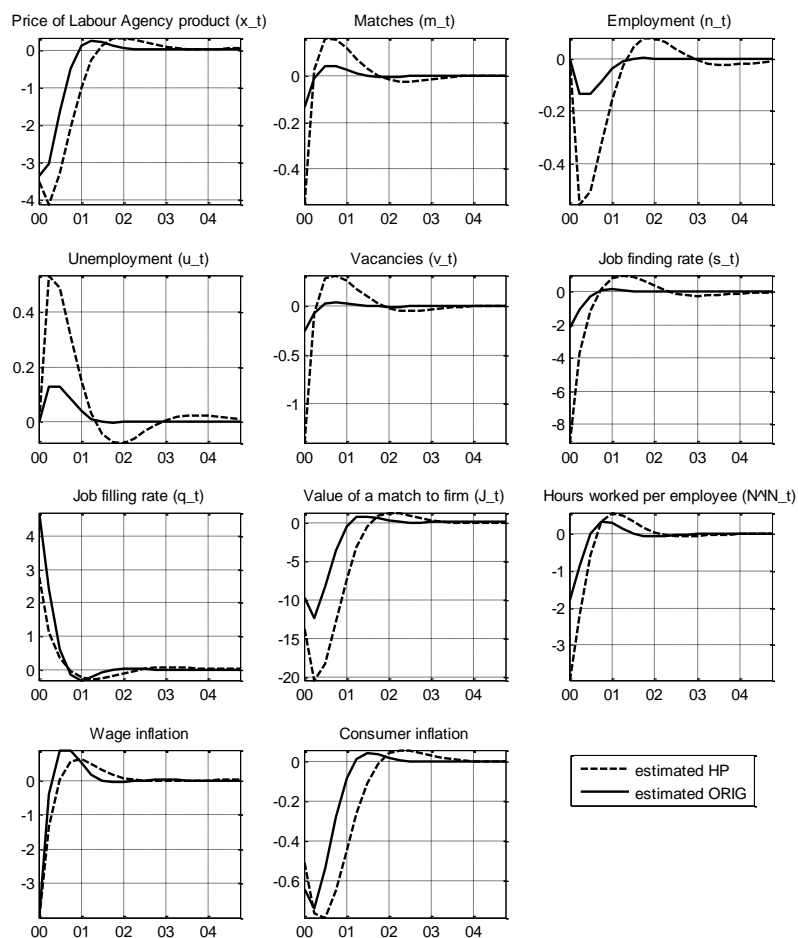 Price of Labour Agency product (x_t)
0
-1
-2
-3
-4
00 01 02 03 04
Matches (m_t)
0
-0.2
-0.4
00 01 02 03 04
Employment (n_t)
0
-0.2
-0.4
00 01 02 03 04
Unemployment (u_t)
0.4
0.2
0
00 01 02 03 04
Vacancies (v_t)
0
-0.5
-1
00 01 02 03 04
Job finding rate (s_t)
0
-2
-4
-6
-8
00 01 02 03 04
Job filling rate (q_t)
4
3
2
1
0
00 01 02 03 04
Value of a match to firm (J_t)
0
-5
-10
-15
-20
00 01 02 03 04
Hours worked per employee (N^IN_t)
0
-1
-2
-3
00 01 02 03 04
Wage inflation
0
-1
-2
-3
00 01 02 03 04
Consumer inflation
0
-0.2
-0.4
-0.6
00 01 02 03 04
estimated HP
estimated ORIG